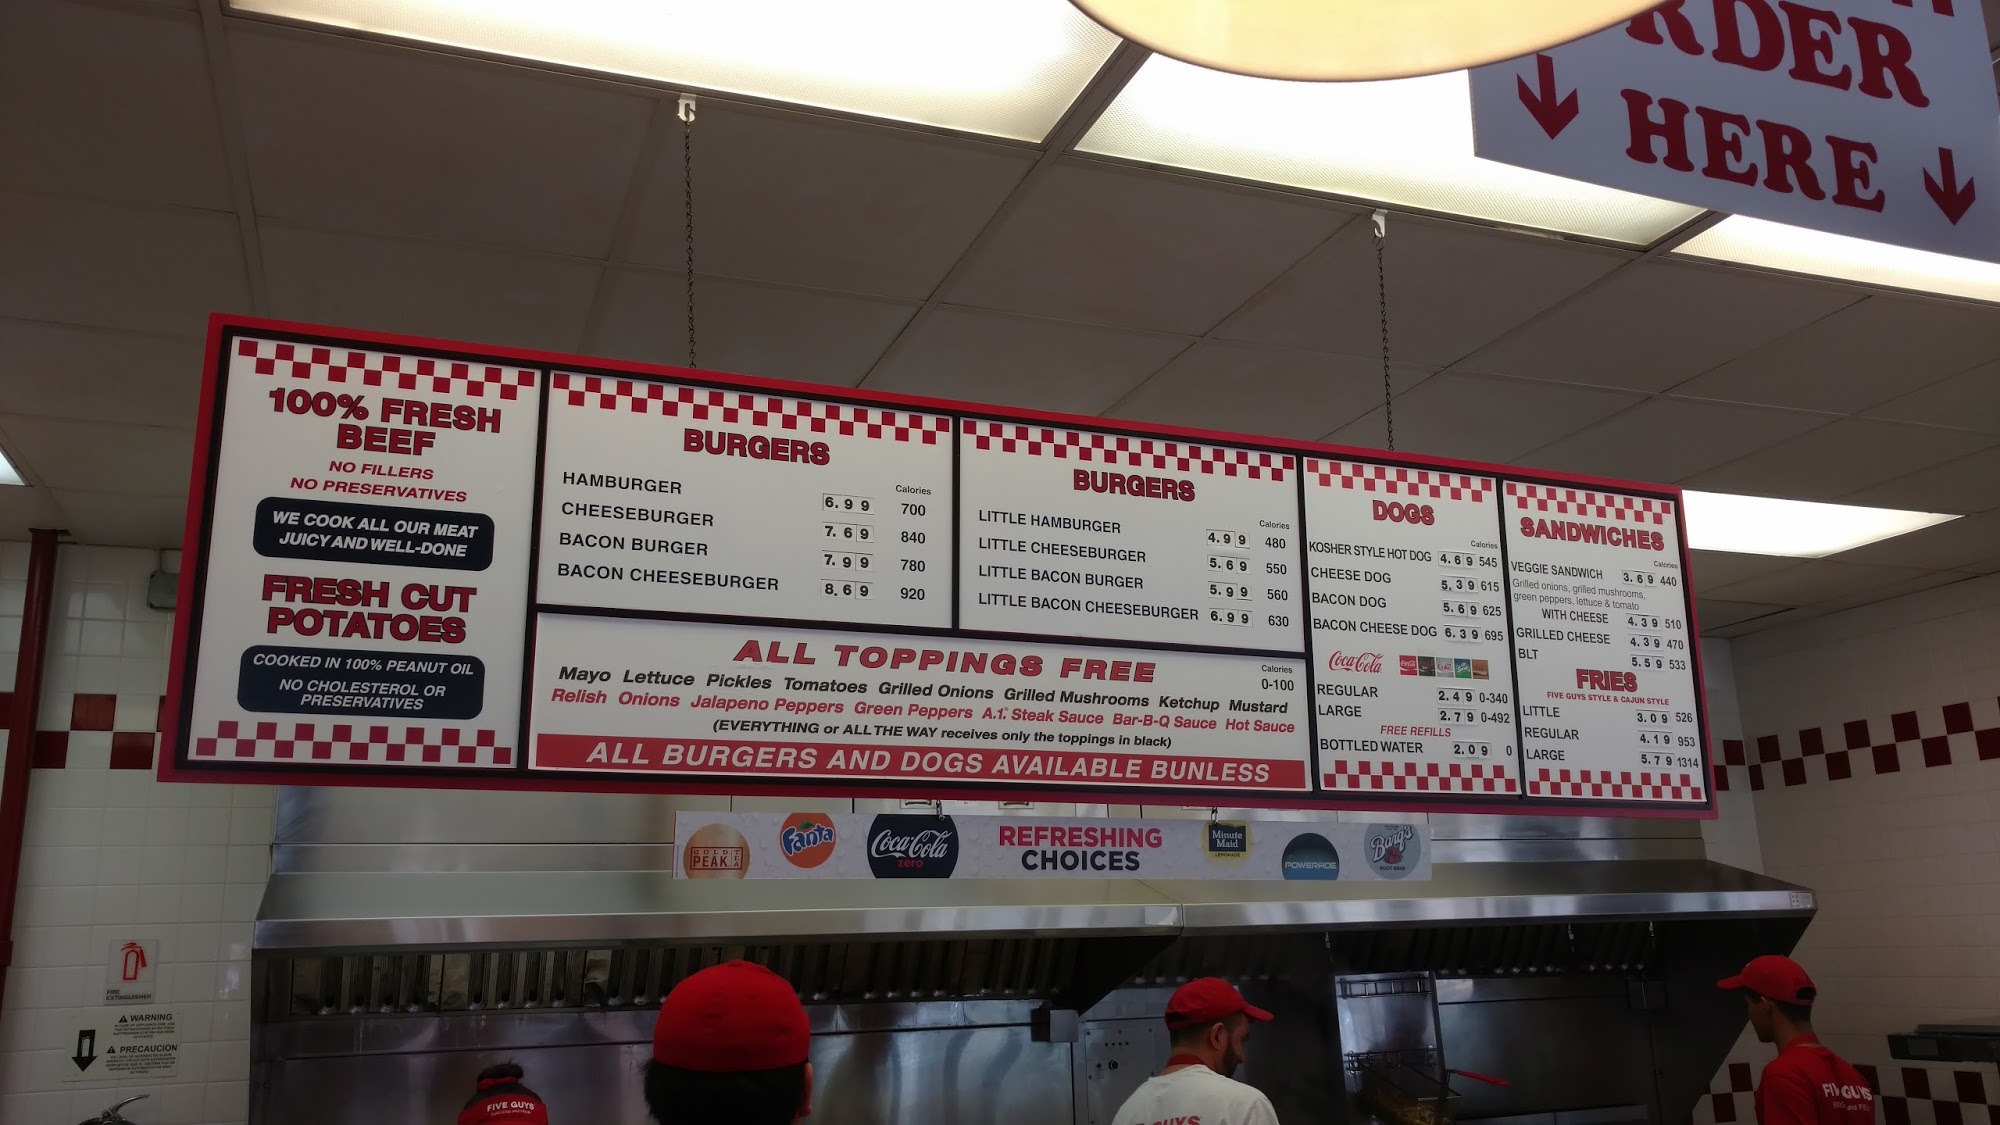 ORDER
HERE
100% FRESH
BEEF
NO FILLERS
NO PRESERVATIVES
WE COOK ALL OUR MEAT
JUICY AND WELL-DONE
FRESH CUT
POTATOES
COOKED IN 100% PEANUT OIL
NO CHOLESTEROL OR
PRESERVATIVES
BURGERS
Calories
HAMBURGER 6.99 700
CHEESEBURGER 7.69 840
BACON BURGER 7.99 780
BACON CHEESEBURGER 8.69 920
BURGERS
Calories
LITTLE HAMBURGER 4.99 480
LITTLE CHEESEBURGER 5.69 550
LITTLE BACON BURGER 5.99 560
LITTLE BACON CHEESEBURGER 6.99 630
ALL TOPPINGS FREE
Calories
0-100
Mayo Lettuce Pickles Tomatoes Grilled Onions Grilled Mushrooms Ketchup Mustard
Relish Onions Jalapeno Peppers Green Peppers A.1. Steak Sauce Bar-B-Q Sauce Hot Sauce
(EVERYTHING or ALL THE WAY receives only the toppings in black)
ALL BURGERS AND DOGS AVAILABLE BUNLESS
DOGS
Calories
KOSHER STYLE HOT DOG 4.69 545
CHEESE DOG 5.39 615
BACON DOG 5.69 625
BACON CHEESE DOG 6.39 695
Coca-Cola
REGULAR 2.49 0-340
LARGE 2.79 0-492
FREE REFILLS
BOTTLED WATER 2.09 0
SANDWICHES
Calories
VEGGIE SANDWICH 3.69 440
Grilled onions, grilled mushrooms,
green peppers, lettuce & tomato
WITH CHEESE 4.39 510
GRILLED CHEESE 4.39 470
BLT 5.59 533
FRIES
FIVE GUYS STYLE & CAJUN STYLE
LITTLE 3.09 526
REGULAR 4.19 953
LARGE 5.79 1314
GOLD PEAK TEA
Fanta
Coca-Cola
zero
REFRESHING
CHOICES
Minute
Maid
LEMONADE
POWERADE
Barq's
ROOT BEER
FIRE
EXTINGUISHER
WARNING
PRECAUCION
FIVE GUYS
E GUYS
FIVE GUYS